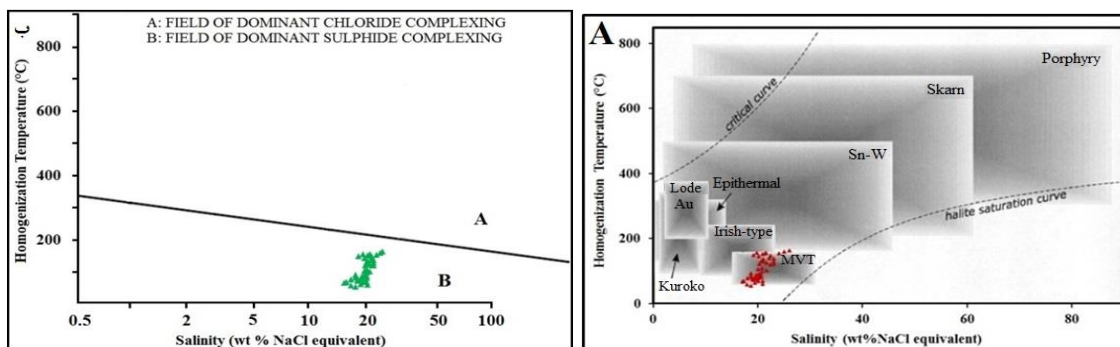 A: FIELD OF DOMINANT CHLORIDE COMPLEXING
B: FIELD OF DOMINANT SULPHIDE COMPLEXING
Homogenization Temperature (°C)
800
600
400
200
A
B
0.5
1
2
5
10
20
50
100
Salinity (wt % NaCl equivalent)
A
Homogenization Temperature (°C)
800
600
400
200
0
critical curve
Porphyry
Skarn
Sn-W
Lode
Au
Epithermal
Irish-type
halite saturation curve
MVT
Kuroko
0
20
40
60
80
Salinity (wt%NaCl equivalent)